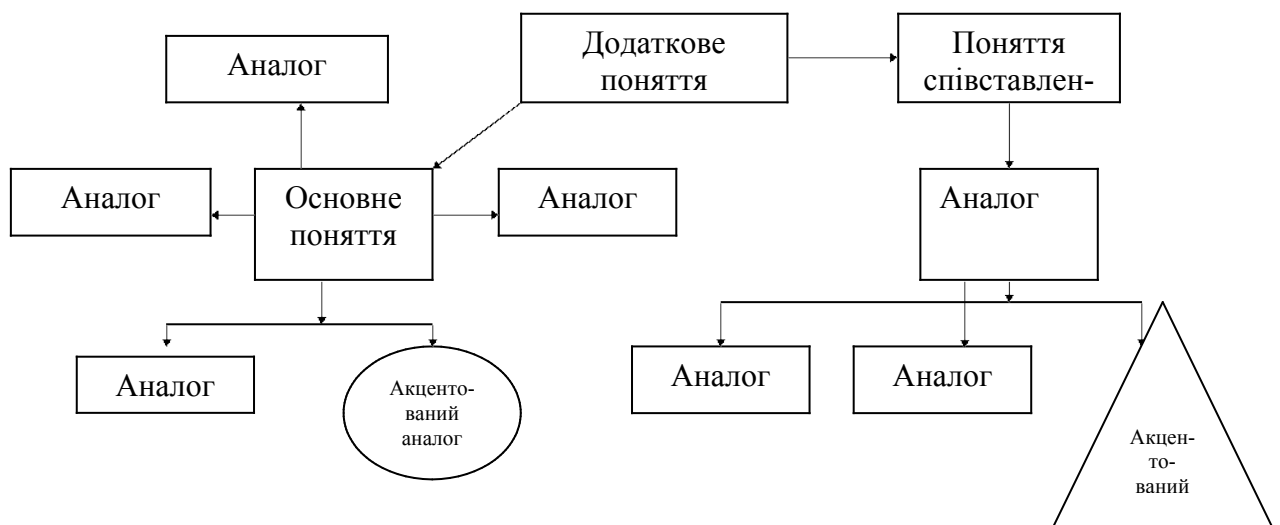 Аналог
Додаткове
поняття
Поняття
співставлен-
Аналог
Основне
поняття
Аналог
Аналог
Аналог
Акценто-
ваний
аналог
Аналог
Аналог
Акцен-
то-
ваний